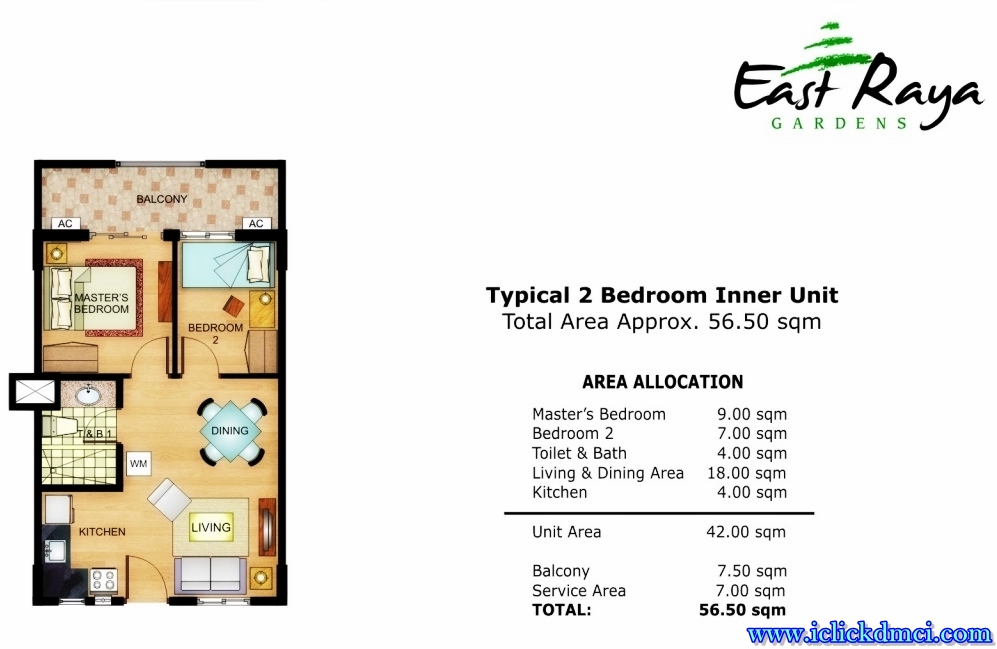 East Raya
GARDENS
BALCONY
AC
AC
MASTER'S
BEDROOM
BEDROOM
2
T & B 1
DINING
WM
LIVING
KITCHEN
Typical 2 Bedroom Inner Unit
Total Area Approx. 56.50 sqm
AREA ALLOCATION
Master's Bedroom 9.00 sqm
Bedroom 2 7.00 sqm
Toilet & Bath 4.00 sqm
Living & Dining Area 18.00 sqm
Kitchen 4.00 sqm
Unit Area 42.00 sqm
Balcony 7.50 sqm
Service Area 7.00 sqm
TOTAL: 56.50 sqm
www.iclickdmci.com